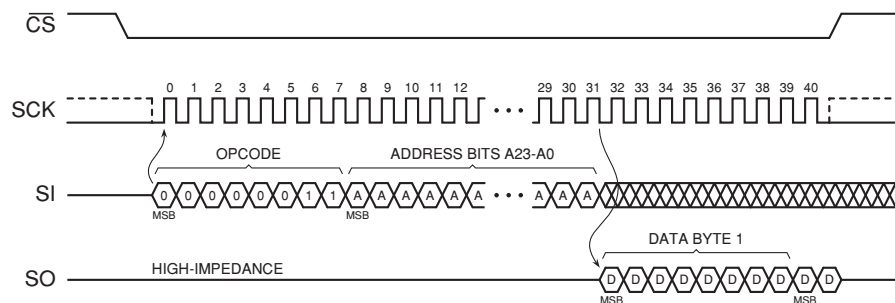 CS
0 1 2 3 4 5 6 7 8 9 10 11 12 29 30 31 32 33 34 35 36 37 38 39 40
SCK
OPCODE ADDRESS BITS A23-A0
SI 0 0 0 0 0 0 1 1 A A A A A A A A A
MSB MSB
DATA BYTE 1
HIGH-IMPEDANCE
SO D D D D D D D D D D
MSB MSB